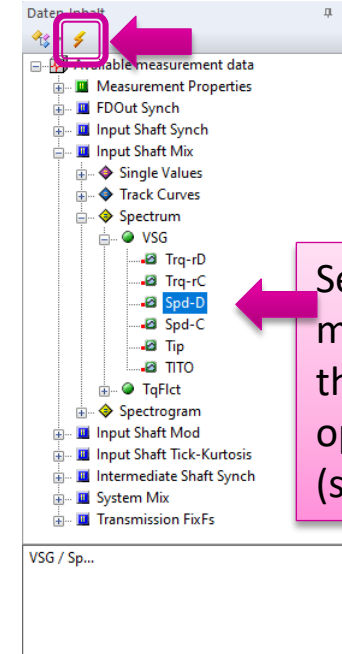 Daten-Inhalt
Available measurement data
Measurement Properties
FDOut Synch
Input Shaft Synch
Input Shaft Mix
Single Values
Track Curves
Spectrum
VSG
Trq-rD
Trq-rC
Spd-D
Spd-C
Tip
TITO
TqFlct
Spectrogram
Input Shaft Mod
Input Shaft Tick-Kurtosis
Intermediate Shaft Synch
System Mix
Transmission FixFs
Se
m
th
op
(s
VSG / Sp...